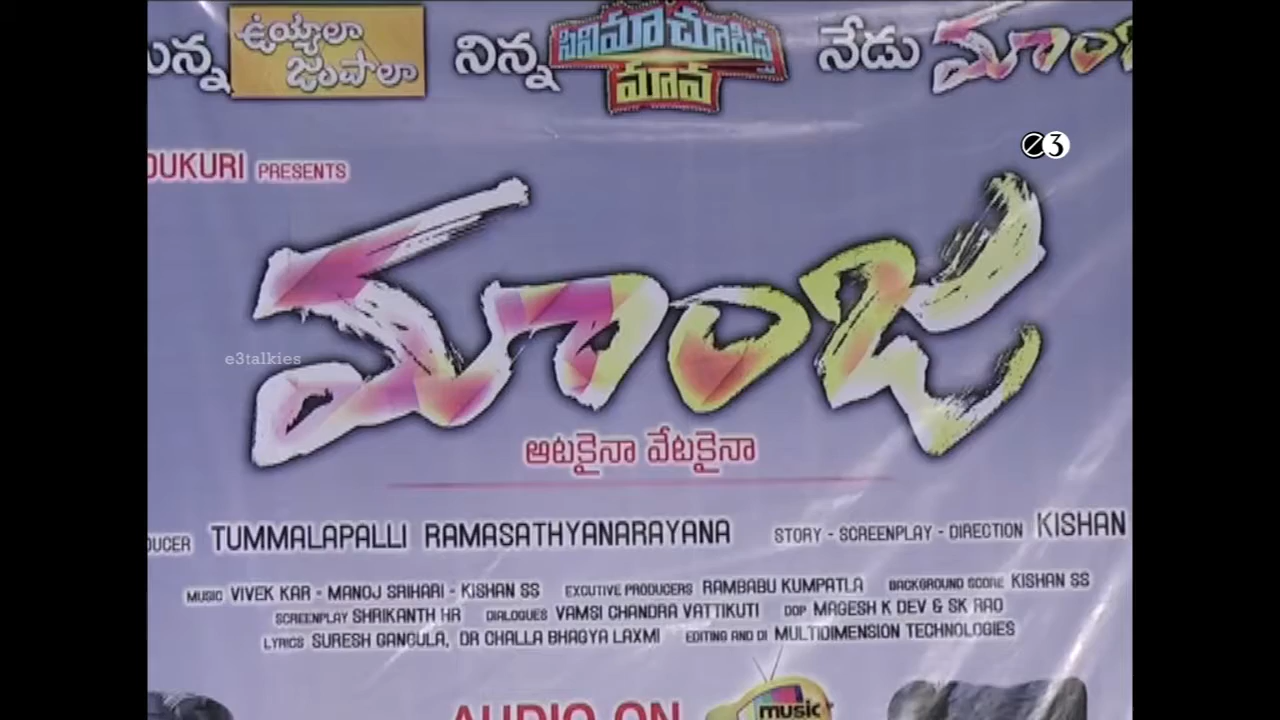 ఉయ్యాలా జంపాలా
నిన్న సినిమా చూపిస్త మావ
నేడు మాంజ
DUKURI PRESENTS
మాంజ
e3talkies
ఆటకైనా వేటకైనా
DUCER TUMMALAPALLI RAMASATHYANARAYANA STORY - SCREENPLAY - DIRECTION KISHAN
MUSIC VIVEK KAR - MANOJ SRIHARI - KISHAN SS EXCUTIVE PRODUCERS RAMBABU KUMPATLA BACKGROUND SCORE KISHAN SS
SCREENPLAY SHRIKANTH HR DIALOGUES VAMSI CHANDRA VATTIKUTI DOP MAGESH K DEV & SK RAO
LYRICS SURESH GANGULA, DR CHALLA BHAGYA LAXMI EDITING AND DI MULTIDIMENSION TECHNOLOGIES
AUDIO ON music